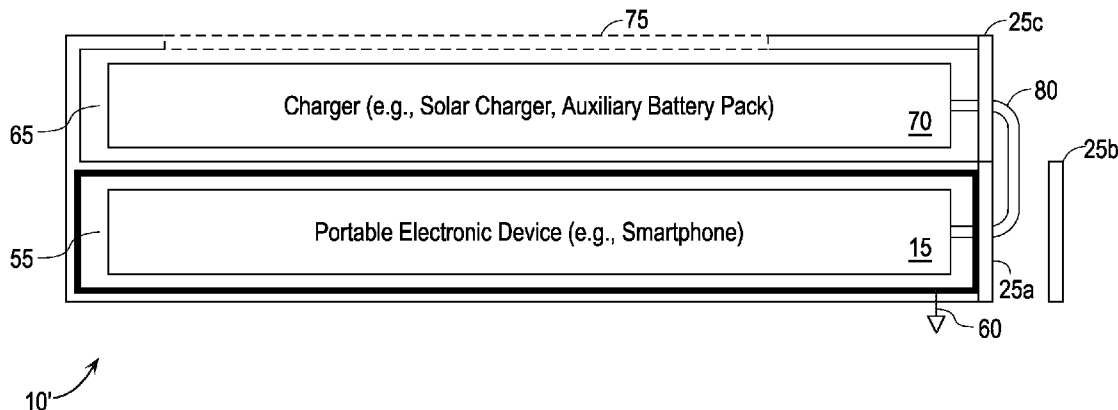 75
25c
Charger (e.g., Solar Charger, Auxiliary Battery Pack)
70
80
65
25b
Portable Electronic Device (e.g., Smartphone)
15
55
25a
60
10'